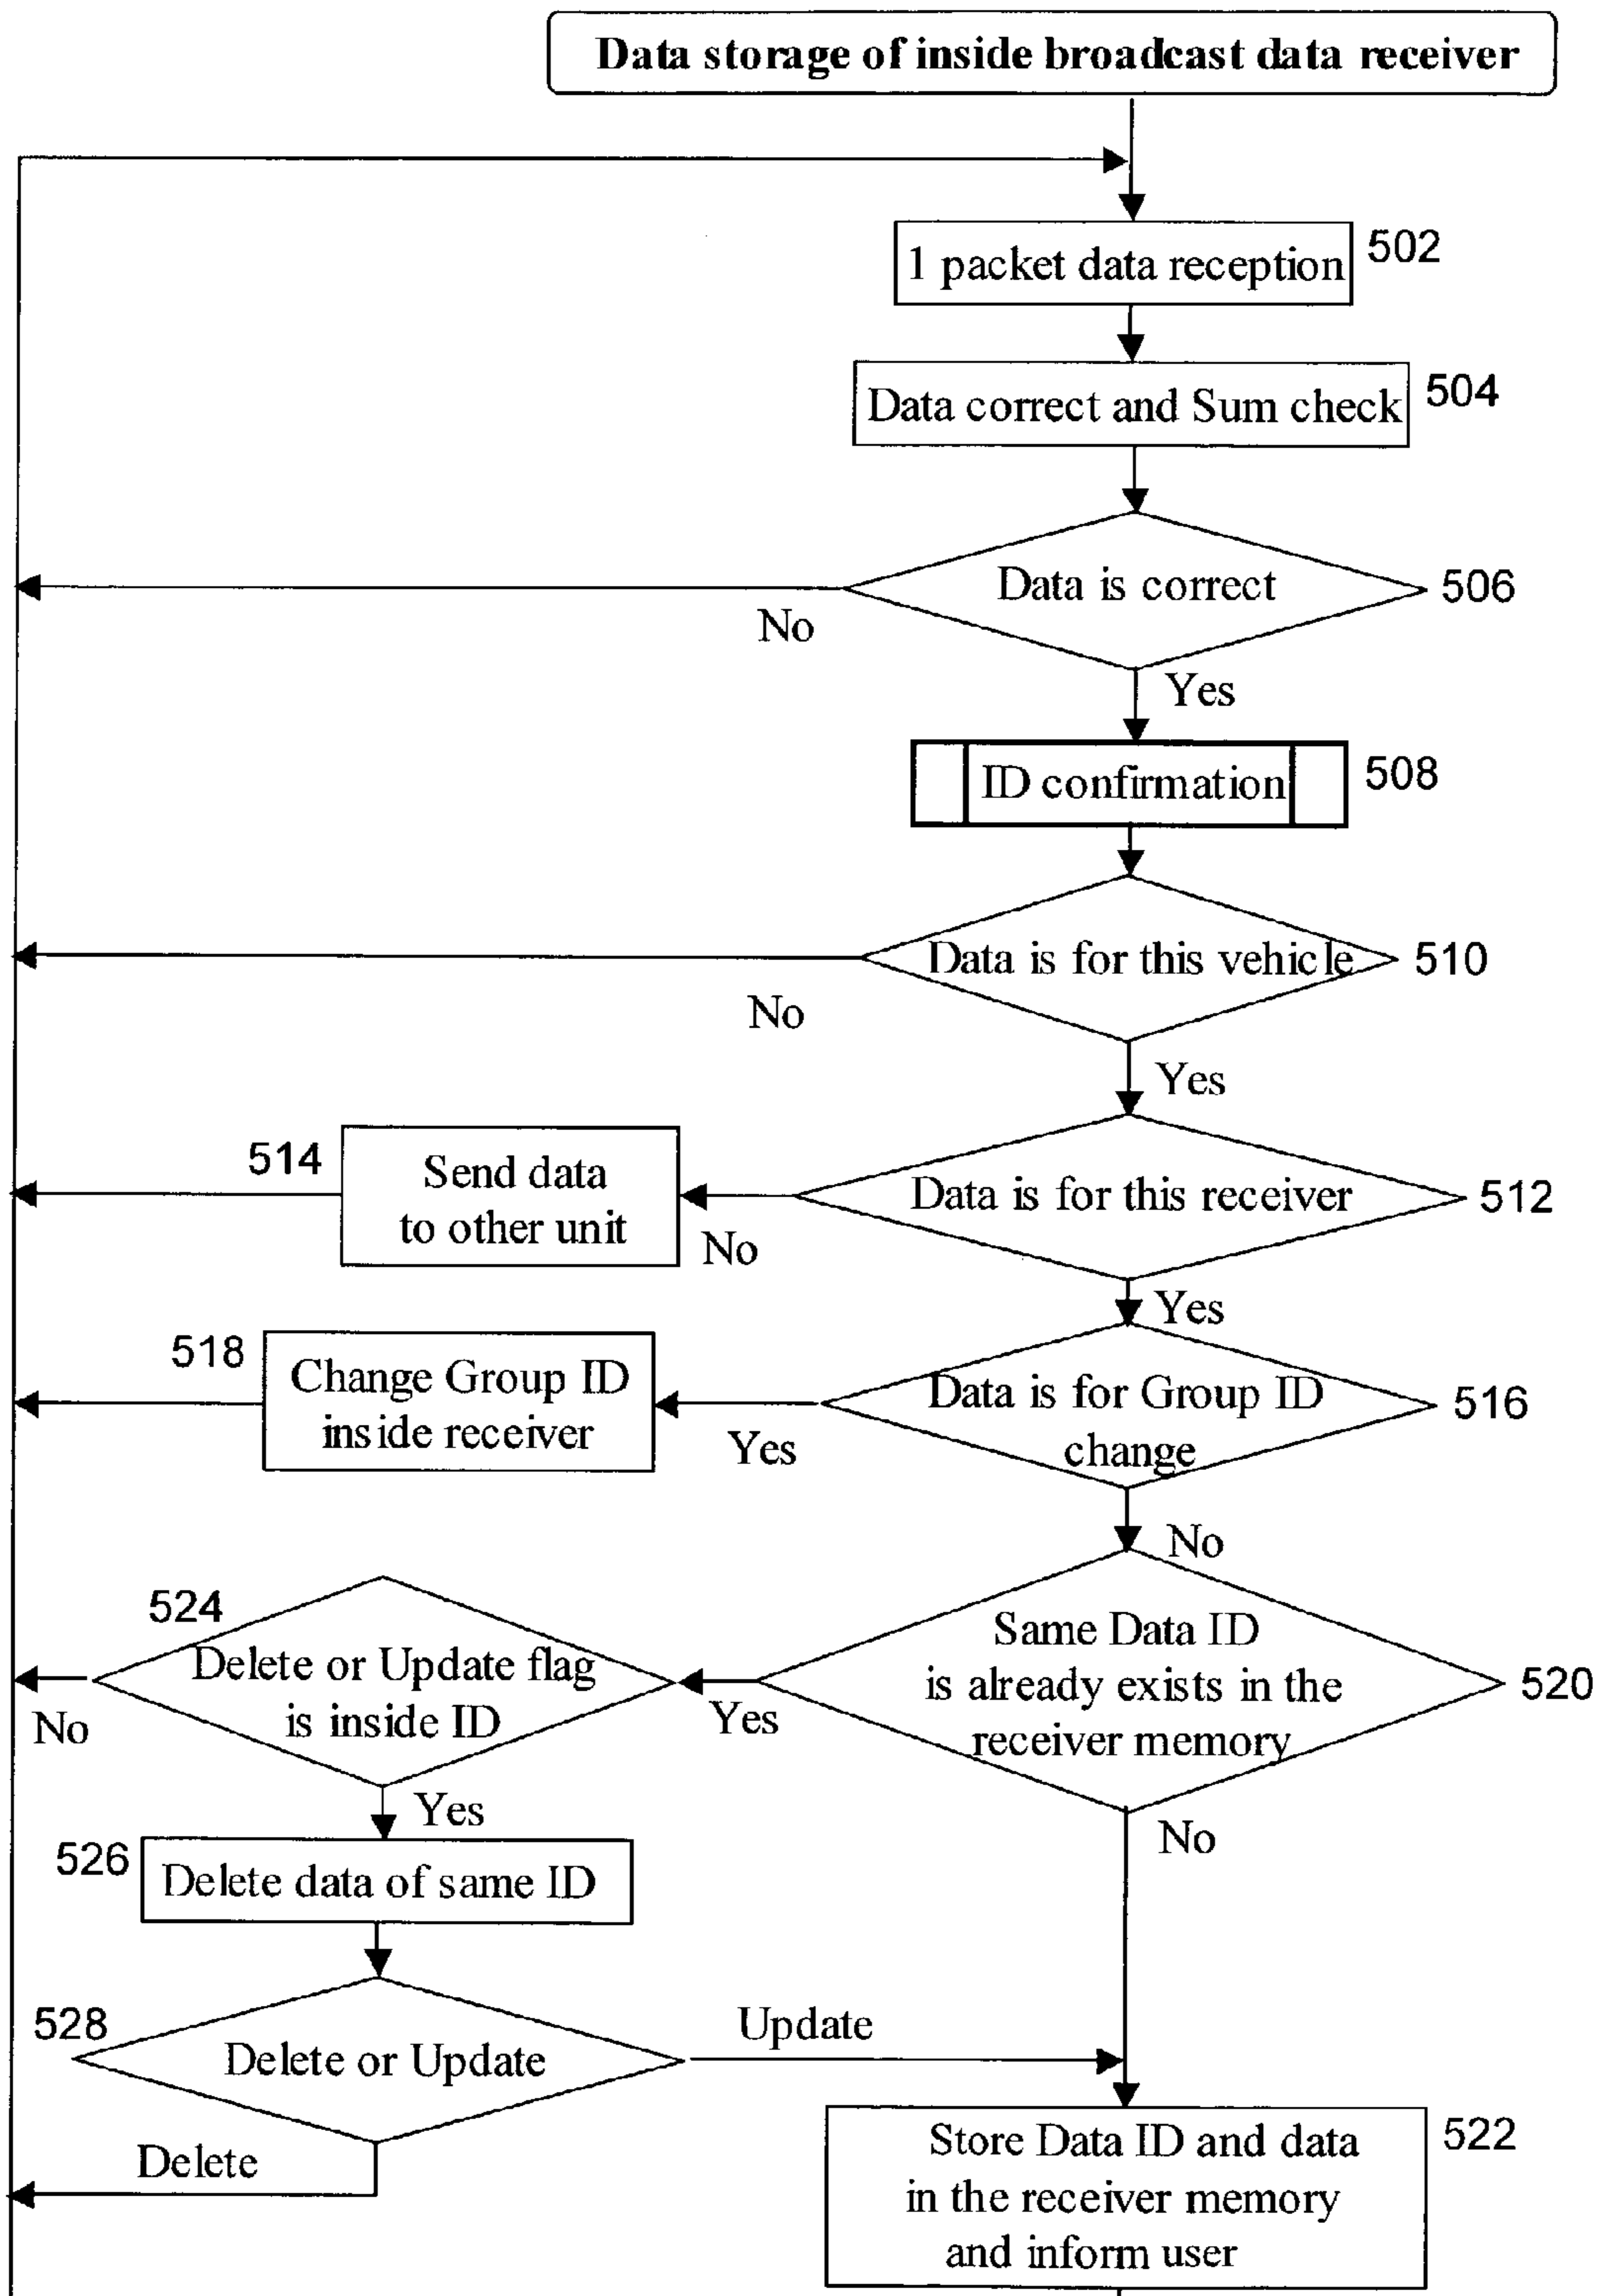 Data storage of inside broadcast data receiver
1 packet data reception
502
Data correct and Sum check
504
Data is correct
506
No
Yes
ID confirmation
508
Data is for this vehicle
510
No
Yes
514
Send data
to other unit
Data is for this receiver
512
No
Yes
518
Change Group ID
inside receiver
Data is for Group ID
change
516
Yes
No
524
Delete or Update flag
is inside ID
Same Data ID
is already exists in the
receiver memory
520
No
Yes
Yes
No
526
Delete data of same ID
528
Delete or Update
Update
Delete
Store Data ID and data
in the receiver memory
and inform user
522